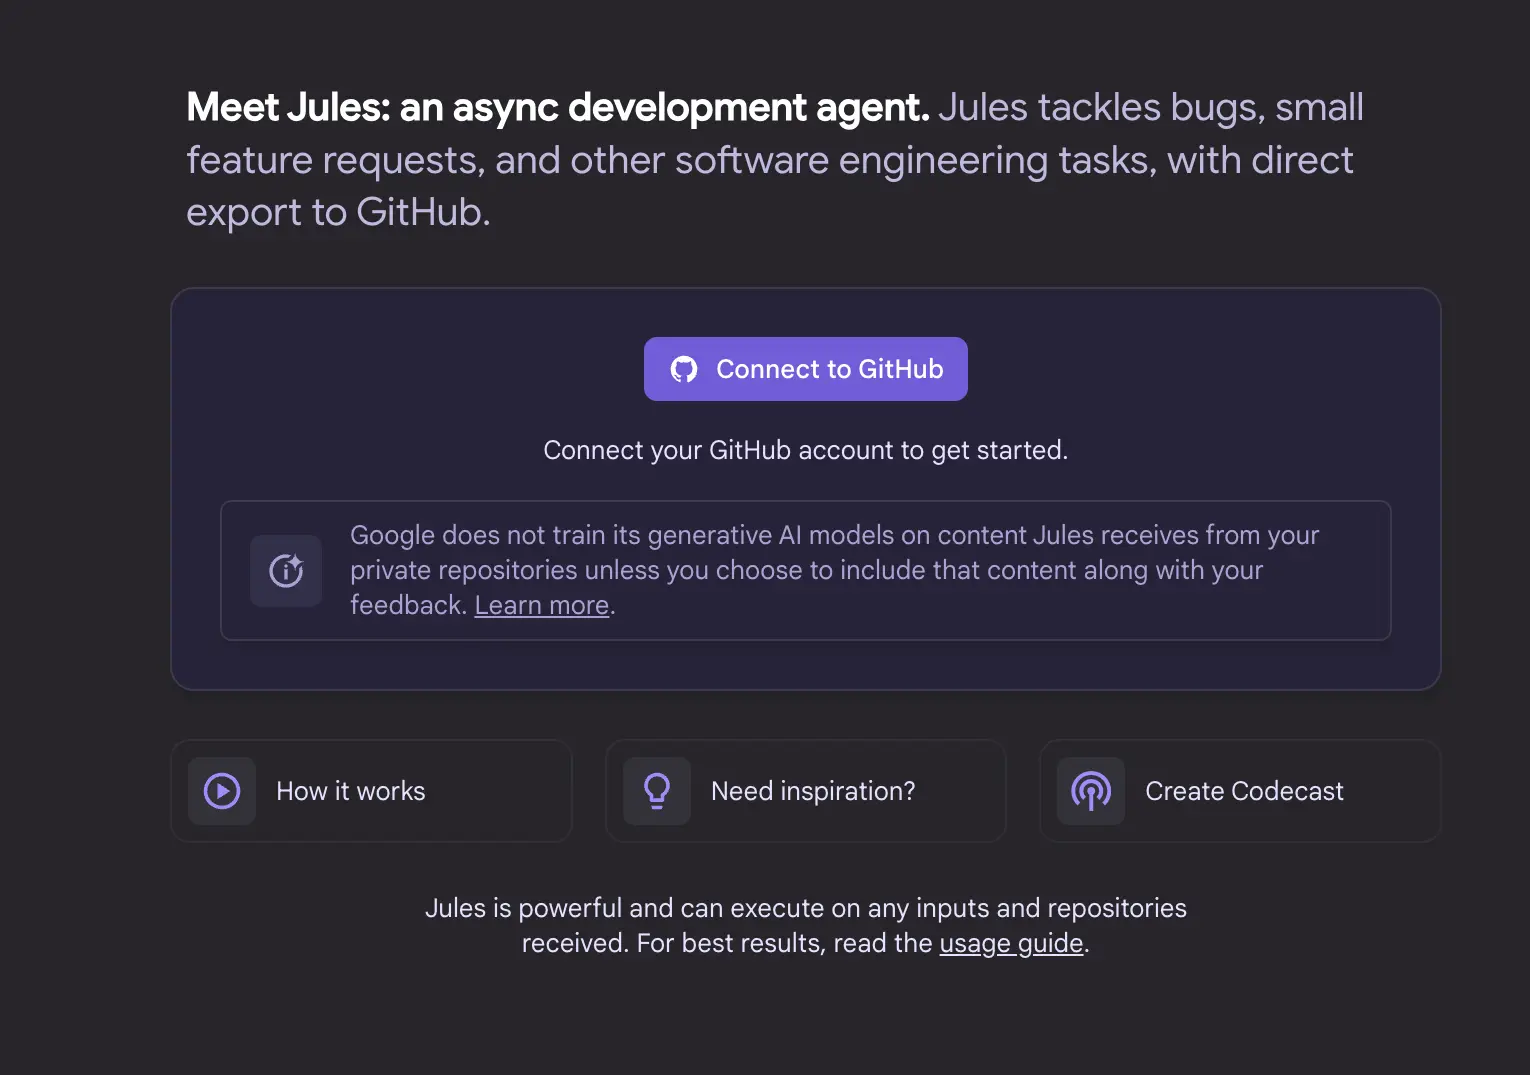 Meet Jules: an async development agent. Jules tackles bugs, small
feature requests, and other software engineering tasks, with direct
export to GitHub.
Connect to GitHub
Connect your GitHub account to get started.
Google does not train its generative AI models on content Jules receives from your
private repositories unless you choose to include that content along with your
feedback. Learn more.
How it works
Need inspiration?
Create Codecast
Jules is powerful and can execute on any inputs and repositories
received. For best results, read the usage guide.